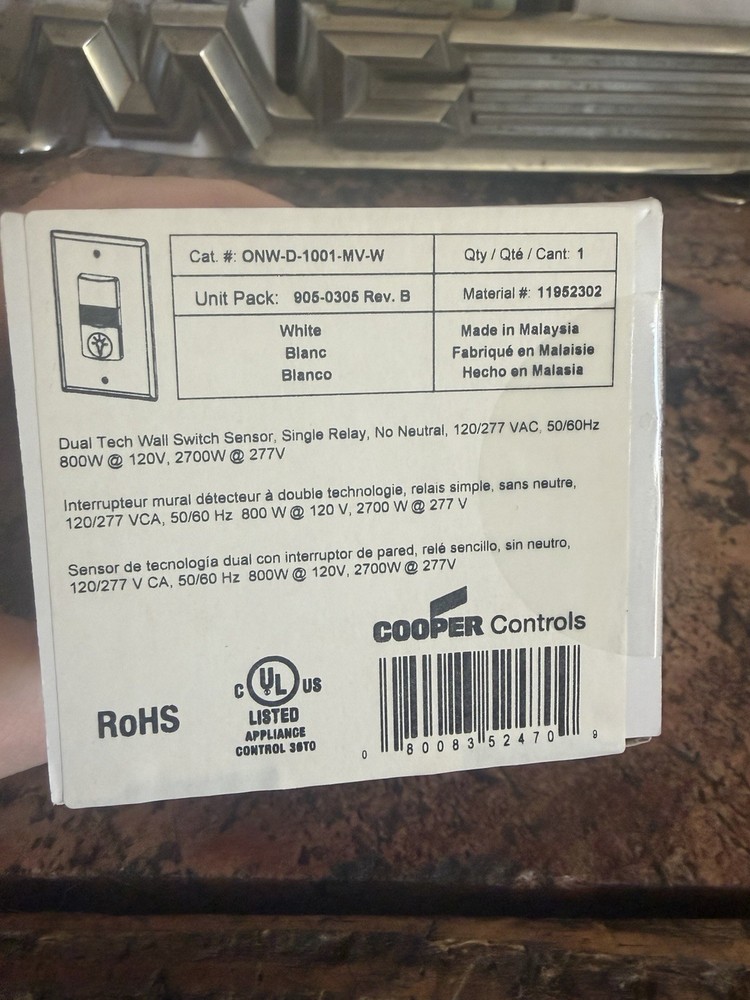 Cat. #: ONW-D-1001-MV-W
Qty / Qté / Cant: 1
Unit Pack: 905-0305 Rev. B
Material #: 11952302
White
Blanc
Blanco
Made in Malaysia
Fabriqué en Malaisie
Hecho en Malasia
Dual Tech Wall Switch Sensor, Single Relay, No Neutral, 120/277 VAC, 50/60Hz
800W @ 120V, 2700W @ 277V
Interrupteur mural détecteur à double technologie, relais simple, sans neutre,
120/277 VCA, 50/60 Hz 800 W @ 120 V, 2700 W @ 277 V
Sensor de tecnología dual con interruptor de pared, relé sencillo, sin neutro,
120/277 V CA, 50/60 Hz 800W @ 120V, 2700W @ 277V
COOPER Controls
RoHS
C UL US
LISTED
APPLIANCE
CONTROL 36TO
0 80083 52470 9